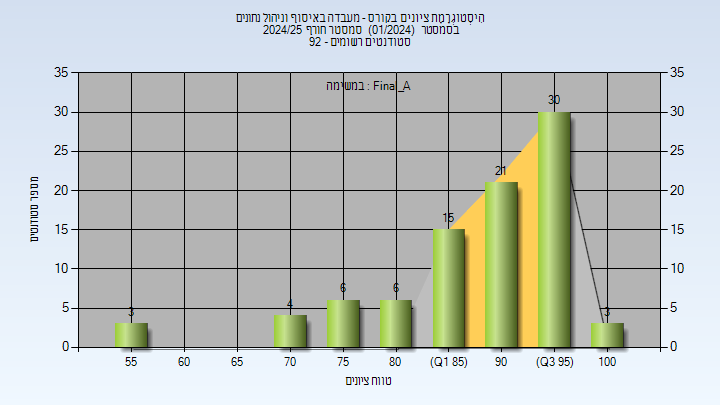 היסטוגרמת ציונים בקורס - מעבדה באיסוף וניהול נתונים
בסמסטר (01/2024) סמסטר חורף 2024/25
סטודנטים רשומים - 92
במשימה : Final_A
35 35
30 30
25 25
20 20
15 15
10 10
5 5
0 0
מספר סטודנטים
3 4 6 6 15 21 30 3
55 60 65 70 75 80 (Q1 85) 90 (Q3 95) 100
טווח ציונים